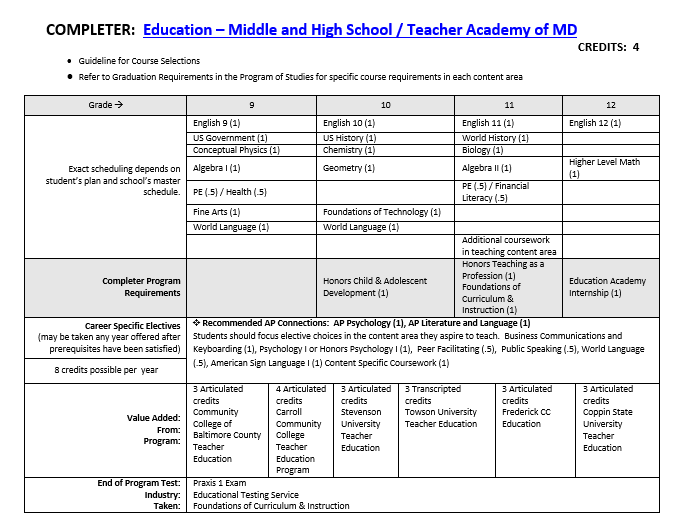 COMPLETER: Education – Middle and High School / Teacher Academy of MD
CREDITS: 4
• Guideline for Course Selections
• Refer to Graduation Requirements in the Program of Studies for specific course requirements in each content area
Grade → 9 10 11 12
Exact scheduling depends on
student's plan and school's master
schedule.
English 9 (1) English 10 (1) English 11 (1) English 12 (1)
US Government (1) US History (1) World History (1)
Conceptual Physics (1) Chemistry (1) Biology (1)
Algebra I (1) Geometry (1) Algebra II (1) Higher Level Math
(1)
PE (.5) / Health (.5) PE (.5) / Financial
Literacy (.5)
Fine Arts (1) Foundations of Technology (1)
World Language (1) World Language (1)
Additional coursework
in teaching content area
Completer Program
Requirements
Honors Child & Adolescent
Development (1)
Honors Teaching as a
Profession (1)
Foundations of
Curriculum &
Instruction (1)
Education Academy
Internship (1)
Career Specific Electives
(may be taken any year offered after
prerequisites have been satisfied)
8 credits possible per year
❖ Recommended AP Connections: AP Psychology (1), AP Literature and Language (1)
Students should focus elective choices in the content area they aspire to teach. Business Communications and
Keyboarding (1), Psychology I or Honors Psychology I (1), Peer Facilitating (.5), Public Speaking (.5), World Language
(.5), American Sign Language I (1) Content Specific Coursework (1)
Value Added:
From:
Program:
3 Articulated
credits
Community
College of
Baltimore County
Teacher
Education
4 Articulated
credits
Carroll
Community
College
Teacher
Education
Program
3 Articulated
credits
Stevenson
University
Teacher
Education
3 Transcripted
credits
Towson University
Teacher Education
3 Articulated
credits
Frederick CC
Education
3 Articulated
credits
Coppin State
University
Teacher
Education
End of Program Test: Praxis 1 Exam
Industry: Educational Testing Service
Taken: Foundations of Curriculum & Instruction